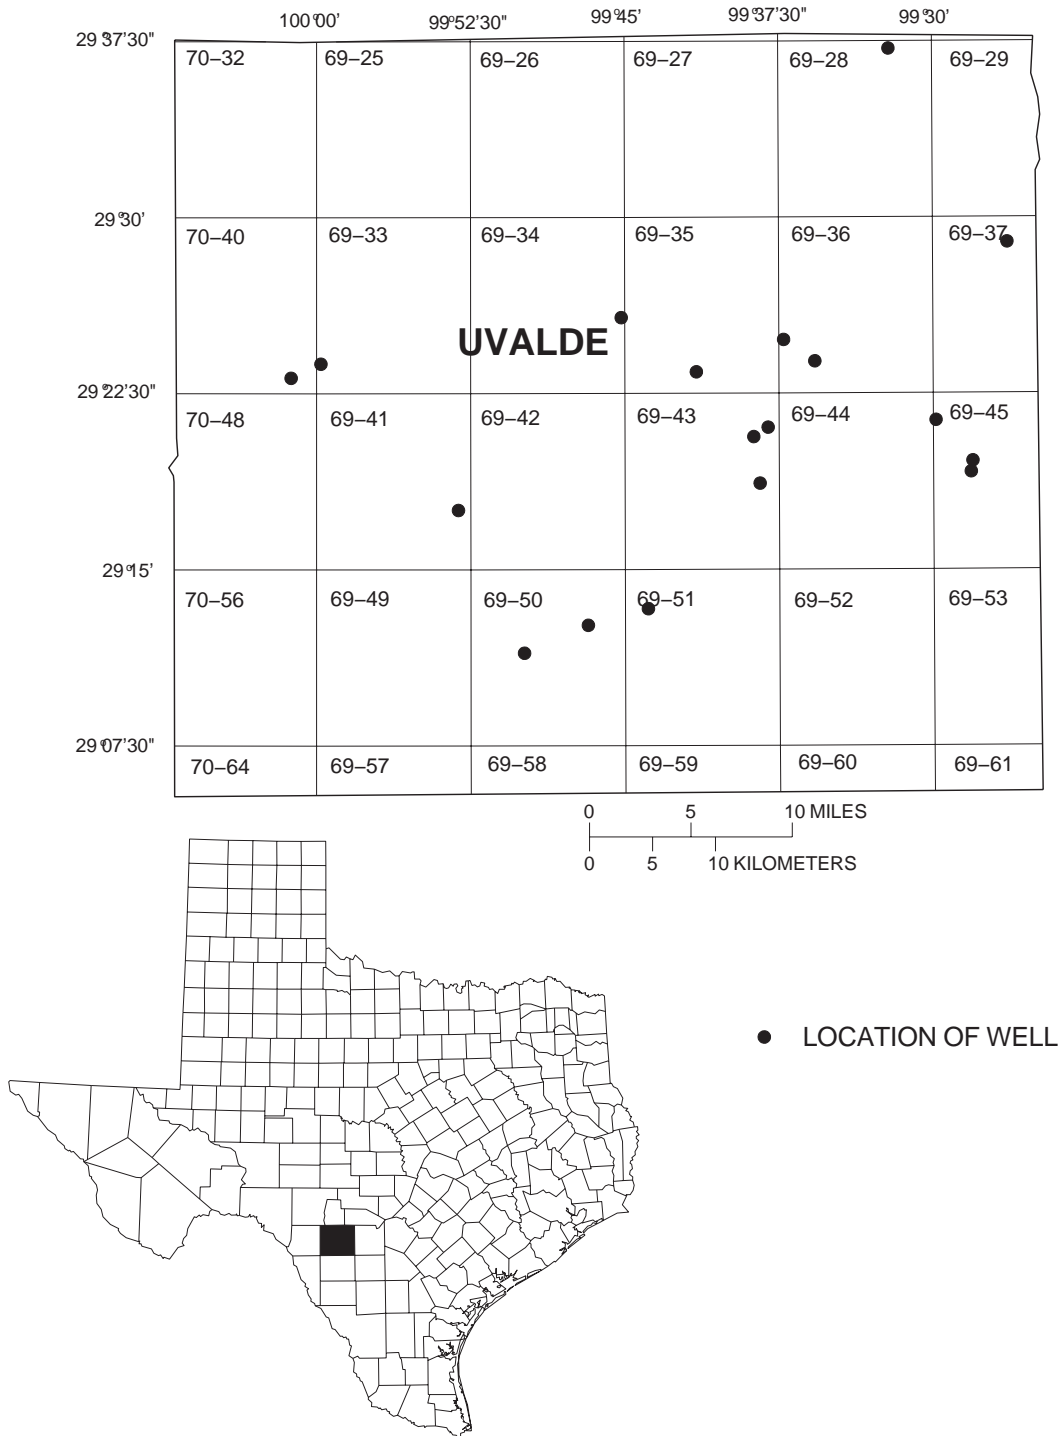 100°00' 99°52'30" 99°45' 99°37'30" 99°30'
29°37'30"
70–32 69–25 69–26 69–27 69–28 69–29
29°30'
70–40 69–33 69–34 69–35 69–36 69–37
UVALDE
29°22'30"
70–48 69–41 69–42 69–43 69–44 69–45
29°15'
70–56 69–49 69–50 69–51 69–52 69–53
29°07'30"
70–64 69–57 69–58 69–59 69–60 69–61
0 5 10 MILES
0 5 10 KILOMETERS
LOCATION OF WELL